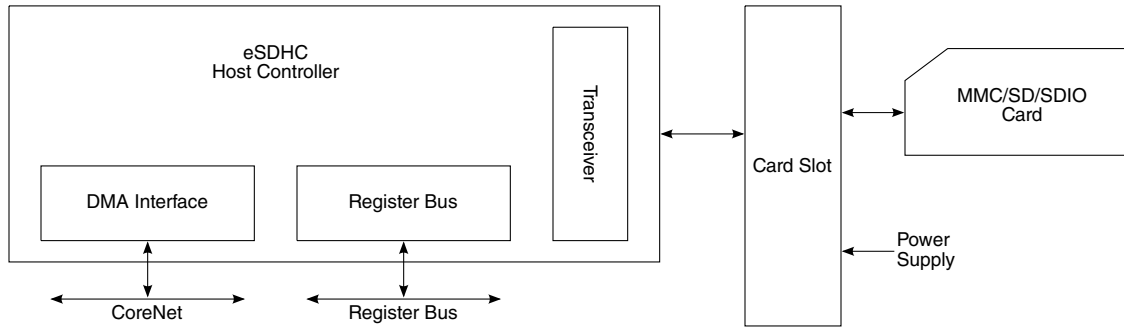 eSDHC
Host Controller
Transceiver
DMA Interface
Register Bus
CoreNet
Register Bus
Card Slot
MMC/SD/SDIO
Card
Power
Supply